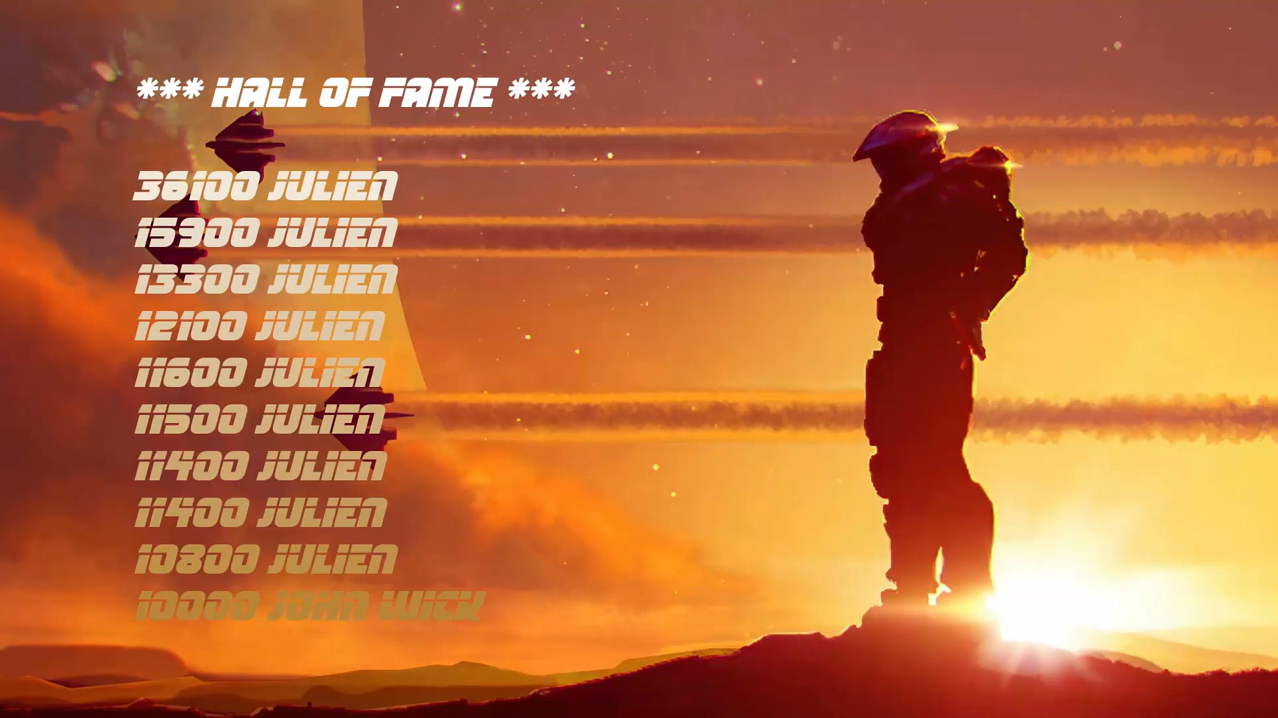 *** HALL OF FAME ***
36100 JULIEN
15900 JULIEN
13300 JULIEN
12100 JULIEN
11600 JULIEN
11500 JULIEN
11400 JULIEN
11400 JULIEN
10800 JULIEN
10000 JOHN WICK